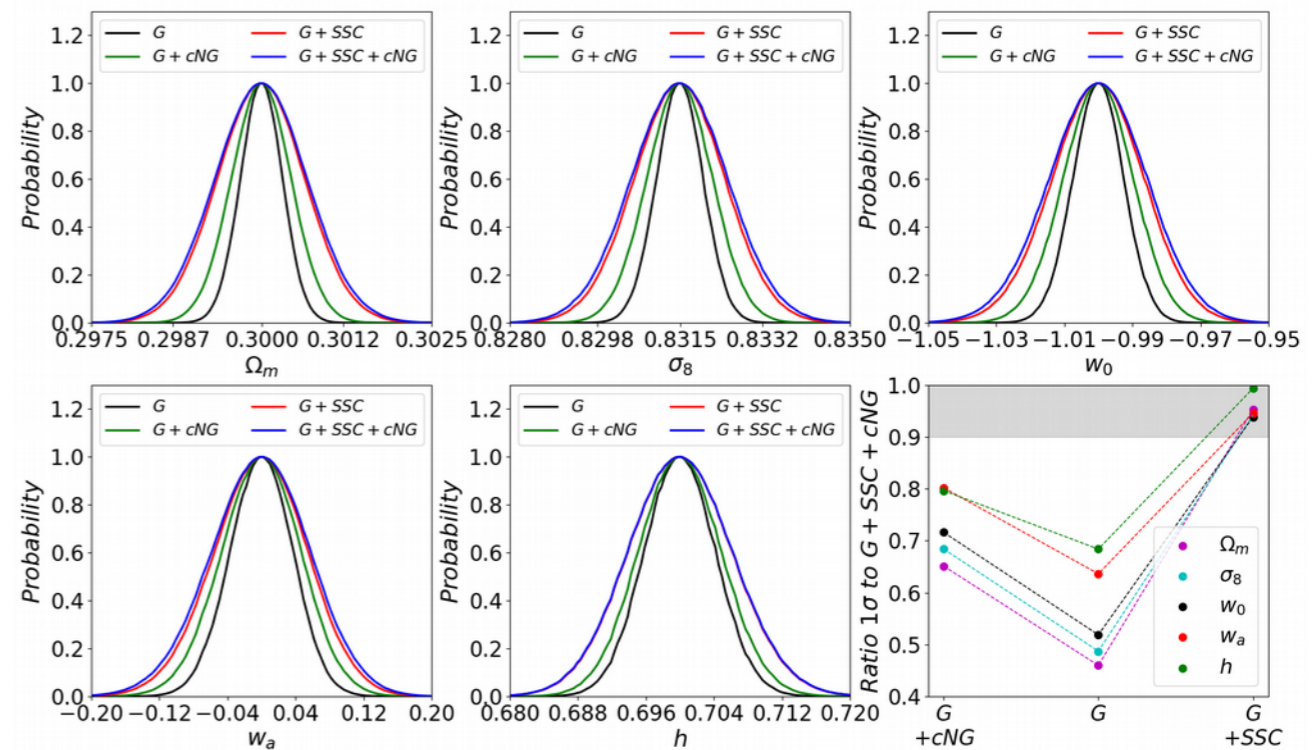 G G + SSC
G + cNG G + SSC + cNG
1.2
1.0
0.8
0.6
0.4
0.2
0.0
Probability
0.2975 0.2987 0.3000 0.3012 0.3025
Ωm
G G + SSC
G + cNG G + SSC + cNG
1.2
1.0
0.8
0.6
0.4
0.2
0.0
Probability
0.8280 0.8298 0.8315 0.8332 0.8350
σ8
G G + SSC
G + cNG G + SSC + cNG
1.2
1.0
0.8
0.6
0.4
0.2
0.0
Probability
−1.05 −1.03 −1.01 −0.99 −0.97 −0.95
w0
G G + SSC
G + cNG G + SSC + cNG
1.2
1.0
0.8
0.6
0.4
0.2
0.0
Probability
−0.20 −0.12 −0.04 0.04 0.12 0.20
wa
G G + SSC
G + cNG G + SSC + cNG
1.2
1.0
0.8
0.6
0.4
0.2
0.0
Probability
0.680 0.688 0.696 0.704 0.712 0.720
h
1.0
0.9
0.8
0.7
0.6
0.5
0.4
Ratio 1σ to G + SSC + cNG
Ωm
σ8
w0
wa
h
G G G
+cNG +SSC